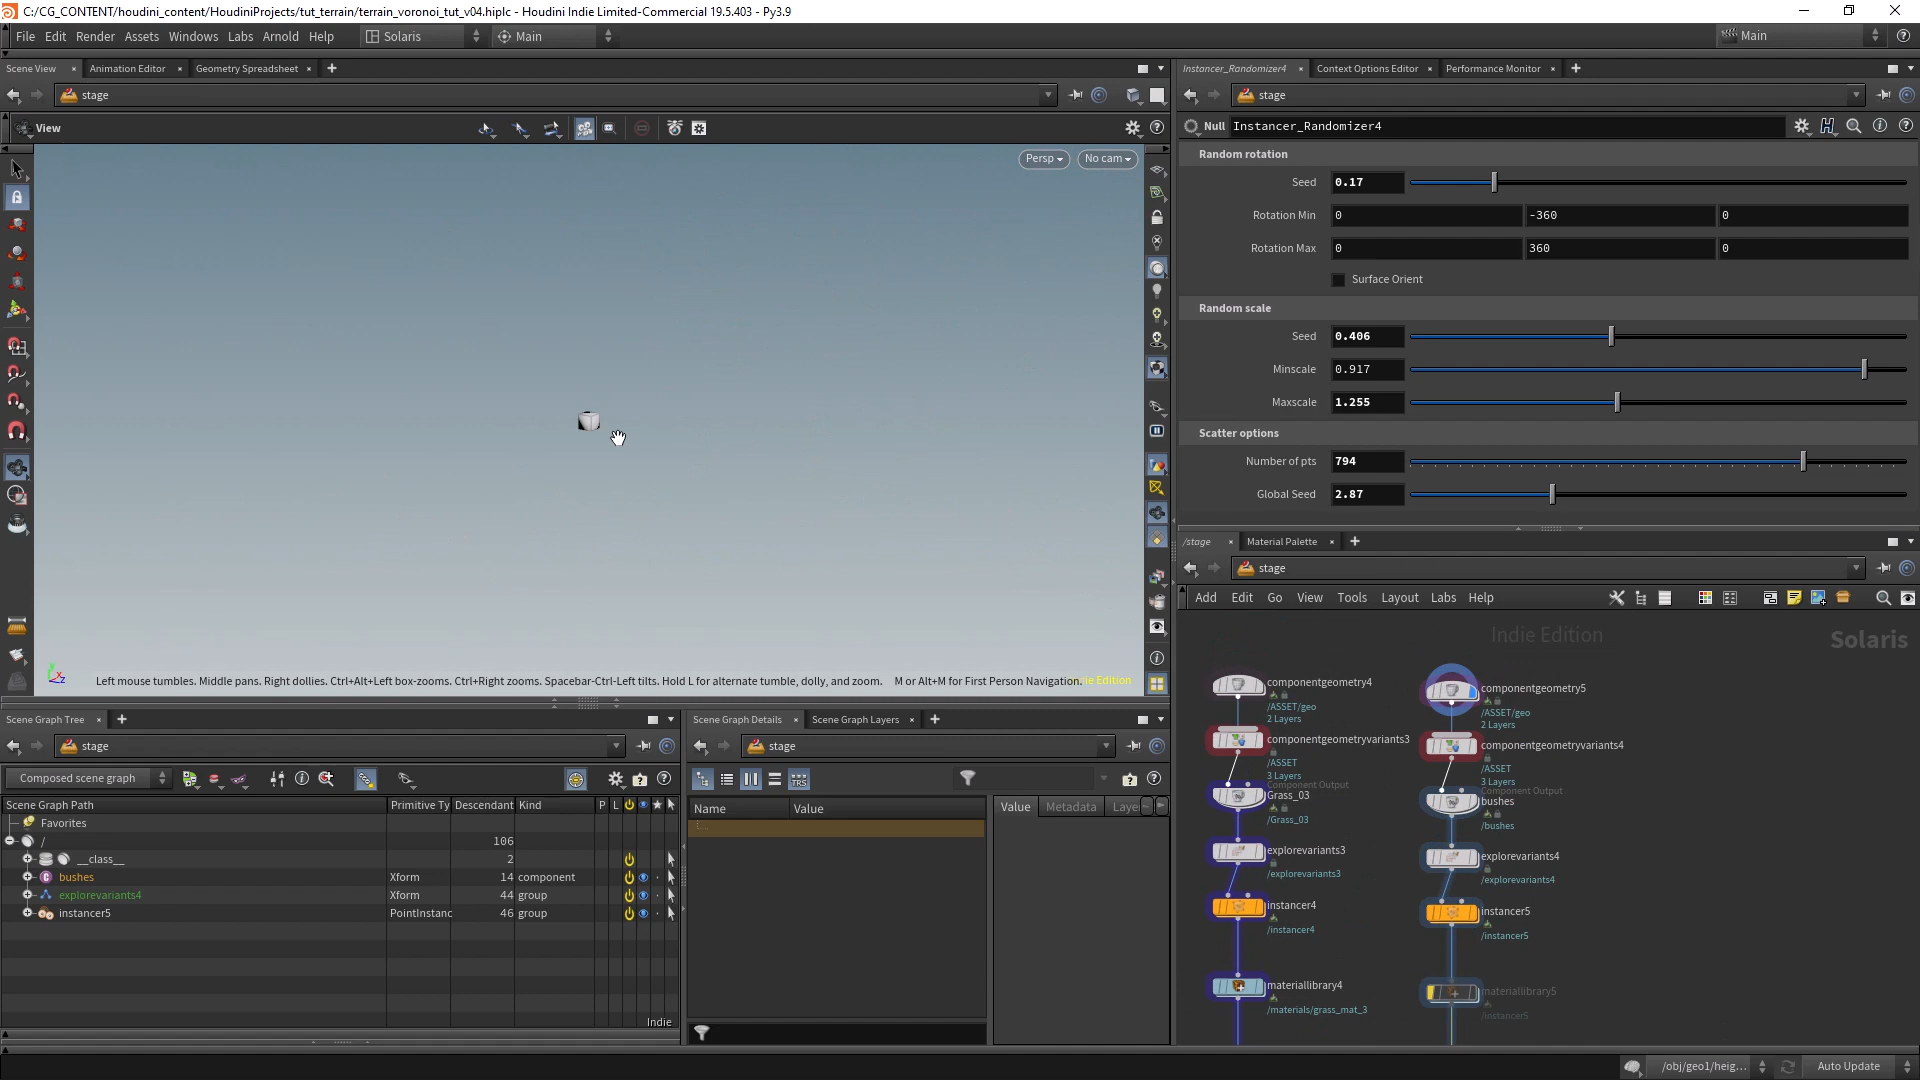 C:/CG_CONTENT/houdini_content/HoudiniProjects/tut_terrain/terrain_voronoi_tut_v04.hiplc - Houdini Indie Limited-Commercial 19.5.403 - Py3.9
File Edit Render Assets Windows Labs Arnold Help Solaris Main Main
Scene View Animation Editor Geometry Spreadsheet
stage
View
Persp No cam
Left mouse tumbles. Middle pans. Right dollies. Ctrl+Alt+Left box-zooms. Ctrl+Right zooms. Spacebar-Ctrl-Left tilts. Hold L for alternate tumble, dolly, and zoom. M or Alt+M for First Person Navigation. Indie Edition
Instancer_Randomizer4 Context Options Editor Performance Monitor
stage
Null Instancer_Randomizer4
Random rotation
Seed 0.17
Rotation Min 0 -360 0
Rotation Max 0 360 0
Surface Orient
Random scale
Seed 0.406
Minscale 0.917
Maxscale 1.255
Scatter options
Number of pts 794
Global Seed 2.87
/stage Material Palette
stage
Add Edit Go View Tools Layout Labs Help
Indie Edition Solaris
componentgeometry4
/ASSET/geo
2 Layers
componentgeometryvariants3
/ASSET
3 Layers
Component Output
Grass_03
/Grass_03
explorevariants3
/explorevariants3
instancer4
/instancer4
materiallibrary4
/materials/grass_mat_3
componentgeometry5
/ASSET/geo
2 Layers
componentgeometryvariants4
/ASSET
3 Layers
Component Output
bushes
/bushes
explorevariants4
/explorevariants4
instancer5
/instancer5
materiallibrary5
/instancer5
Scene Graph Tree
stage
Composed scene graph
Scene Graph Path Primitive Ty Descendant Kind P L
Favorites
/ 106
__class__ 2
bushes Xform 14 component
explorevariants4 Xform 44 group
instancer5 PointInstanc 46 group
Indie
Scene Graph Details Scene Graph Layers
stage
Name Value
Value Metadata Laye
/obj/geo1/heig... Auto Update